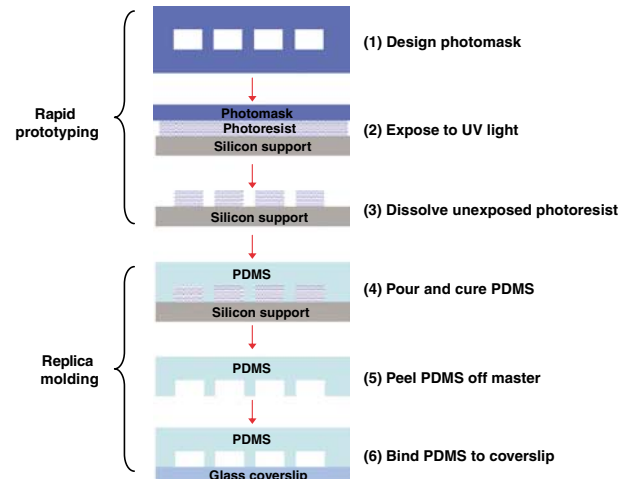 (1) Design photomask
Rapid
prototyping
Photomask
Photoresist
Silicon support
(2) Expose to UV light
Silicon support
(3) Dissolve unexposed photoresist
Replica
molding
PDMS
Silicon support
(4) Pour and cure PDMS
PDMS
(5) Peel PDMS off master
PDMS
Glass coverslip
(6) Bind PDMS to coverslip